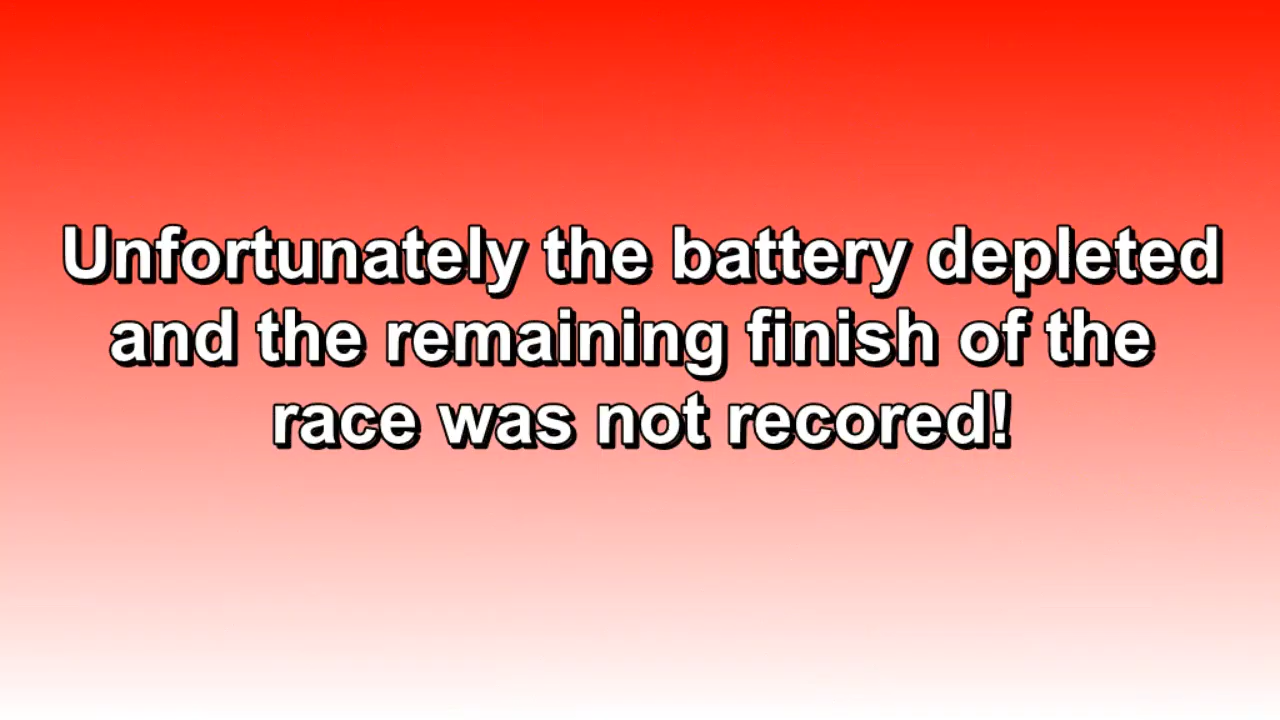 Unfortunately the battery depleted
and the remaining finish of the
race was not recored!